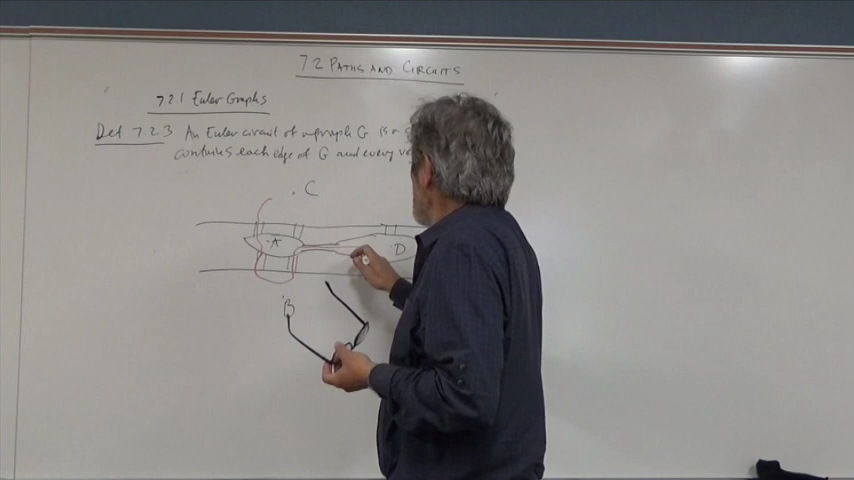 7.2 PATHS AND CIRCUITS
7.2.1 Euler Graphs
Def 7.2.3 An Euler circuit of a graph G is a
contains each edge of G and every
C
A
D
B